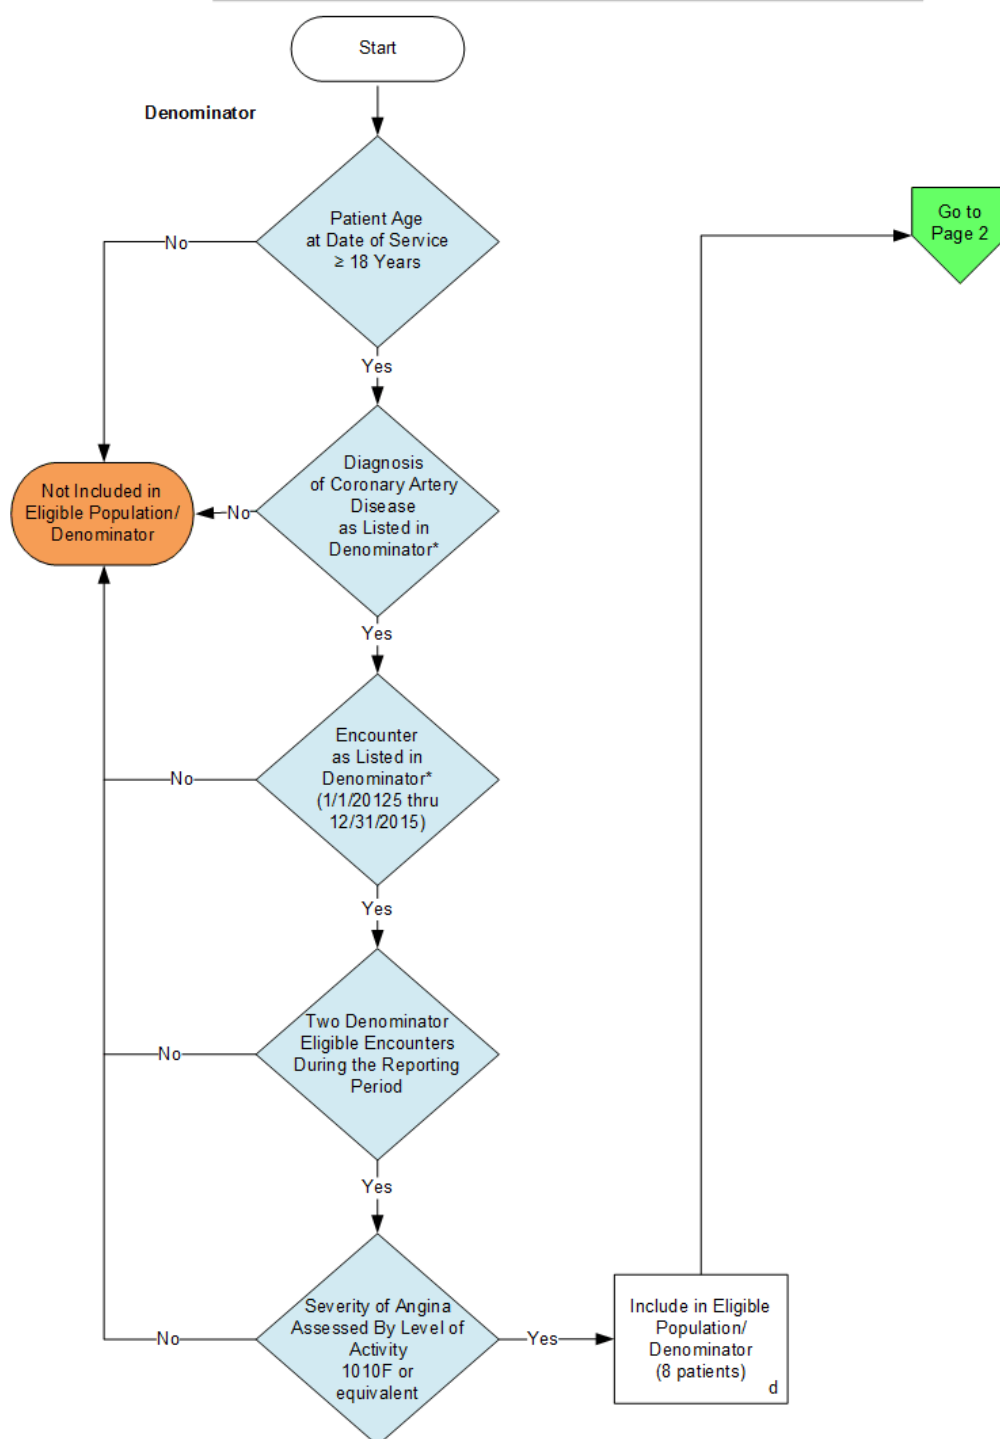 Start
Denominator
Patient Age
at Date of Service
≥ 18 Years
No
Go to
Page 2
Yes
Diagnosis
of Coronary Artery
Disease
as Listed in
Denominator*
No
Not Included in
Eligible Population/
Denominator
Yes
Encounter
as Listed in
Denominator*
(1/1/20125 thru
12/31/2015)
No
Yes
Two Denominator
Eligible Encounters
During the Reporting
Period
No
Yes
Severity of Angina
Assessed By Level of
Activity
1010F or
equivalent
No
Yes
Include in Eligible
Population/
Denominator
(8 patients)
d